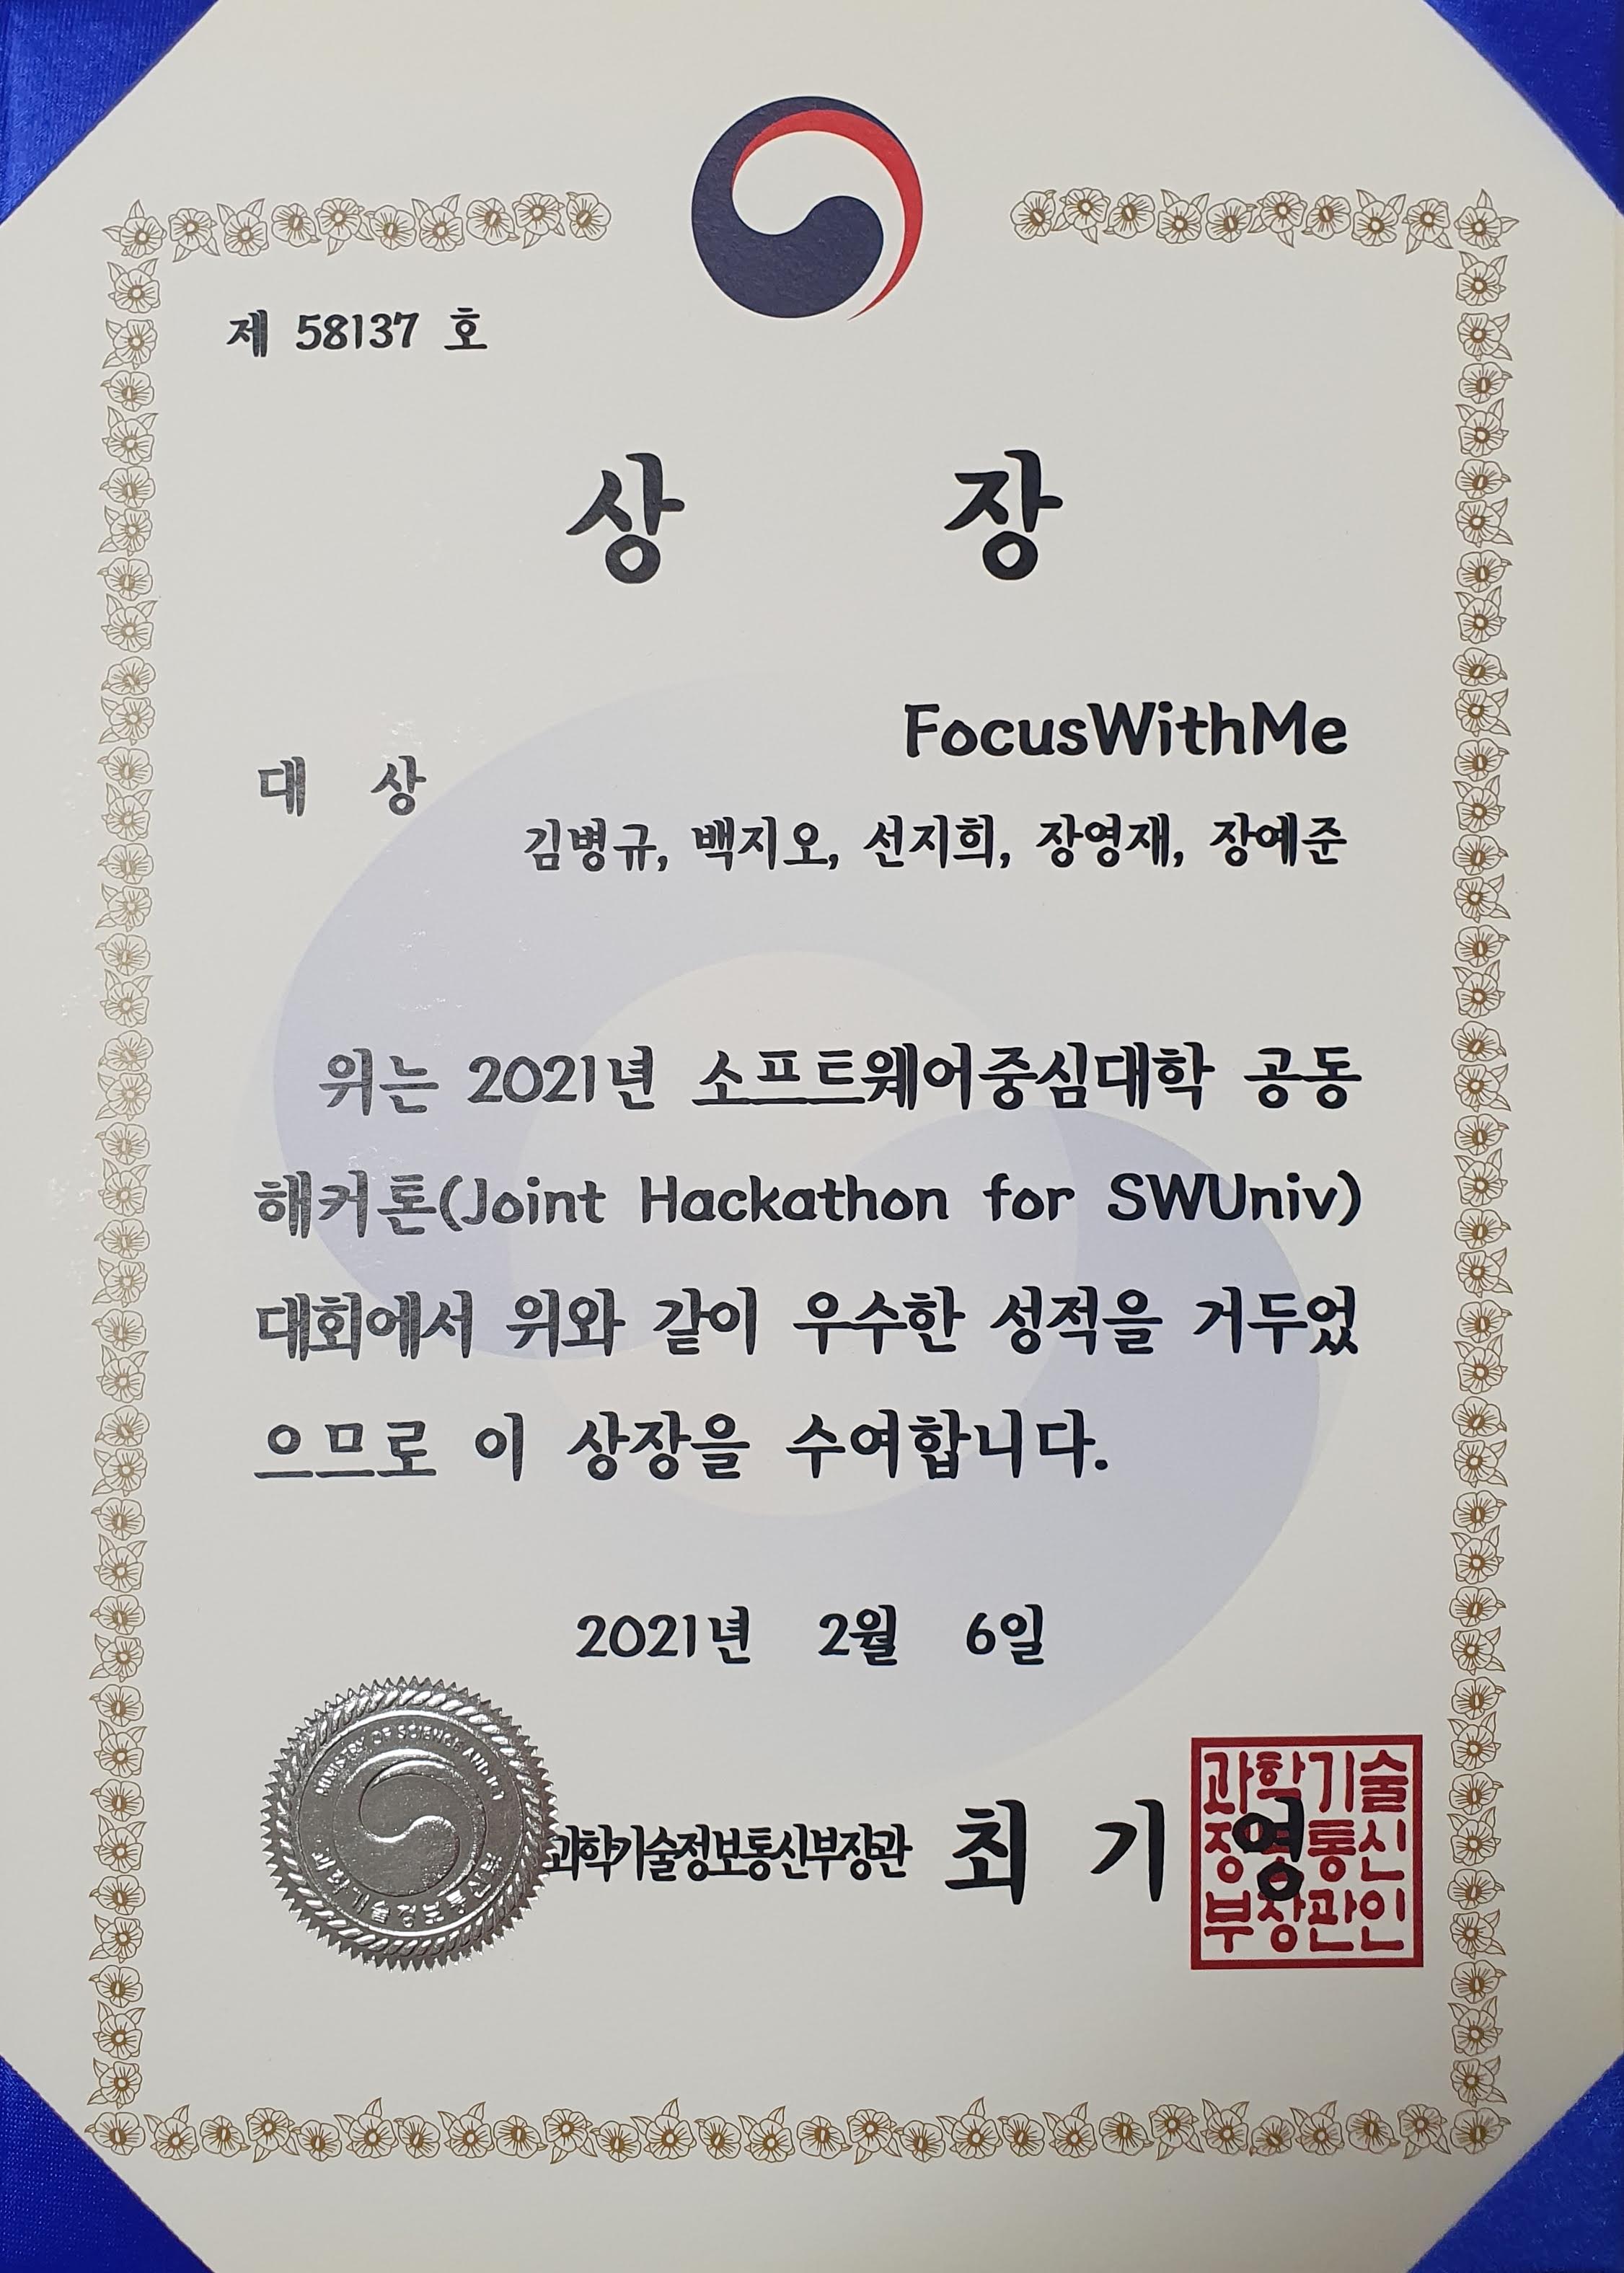 제 58137 호
상 장
FocusWithMe
대 상
김병규, 백지오, 선지희, 장영재, 장예준
위는 2021년 소프트웨어중심대학 공동
해커톤(Joint Hackathon for SWUniv)
대회에서 위와 같이 우수한 성적을 거두었
으므로 이 상장을 수여합니다.
2021년 2월 6일
MINISTRY OF SCIENCE AND ICT
과학기술정보통신부
과학기술정보통신부장관 최 기 영
과학기술
정보통신
부장관인